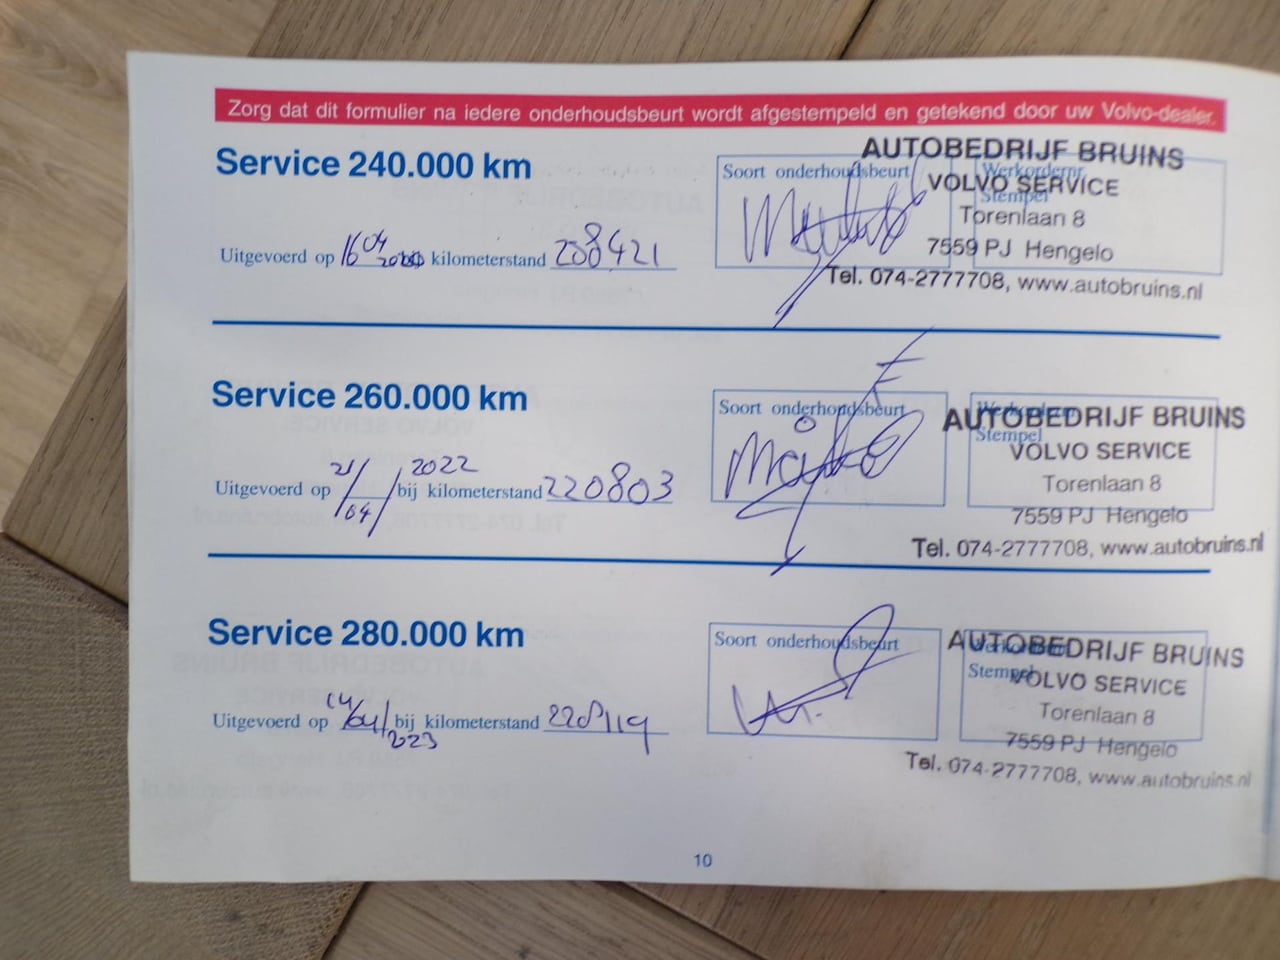 Zorg dat dit formulier na iedere onderhoudsbeurt wordt afgestempeld en getekend door uw Volvo-dealer.
Service 240.000 km
Uitgevoerd op 16 04 kilometerstand 208421
Soort onderhoudsbeurt
Werkordernr.
Stempel
AUTOBEDRIJF BRUINS
VOLVO SERVICE
Torenlaan 8
7559 PJ Hengelo
Tel. 074-2777708, www.autobruins.nl
Service 260.000 km
Uitgevoerd op 21/04/2022 bij kilometerstand 220803
Soort onderhoudsbeurt
Werkordernr.
Stempel
AUTOBEDRIJF BRUINS
VOLVO SERVICE
Torenlaan 8
7559 PJ Hengelo
Tel. 074-2777708, www.autobruins.nl
Service 280.000 km
Uitgevoerd op 14/04/2023 bij kilometerstand 228119
Soort onderhoudsbeurt
Werkordernr.
Stempel
AUTOBEDRIJF BRUINS
VOLVO SERVICE
Torenlaan 8
7559 PJ Hengelo
Tel. 074-2777708, www.autobruins.nl
10